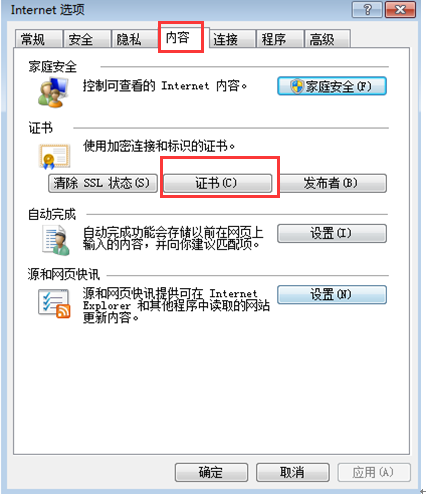 Internet 选项
常规 安全 隐私 内容 连接 程序 高级
家庭安全
控制可查看的 Internet 内容。 家庭安全(F)
证书
使用加密连接和标识的证书。
清除 SSL 状态(S) 证书(C) 发布者(B)
自动完成
自动完成功能会存储以前在网页上 设置(I)
输入的内容,并向你建议匹配项。
源和网页快讯
源和网页快讯提供可在 Internet 设置(N)
Explorer 和其他程序中读取的网站
更新内容。
确定 取消 应用(A)